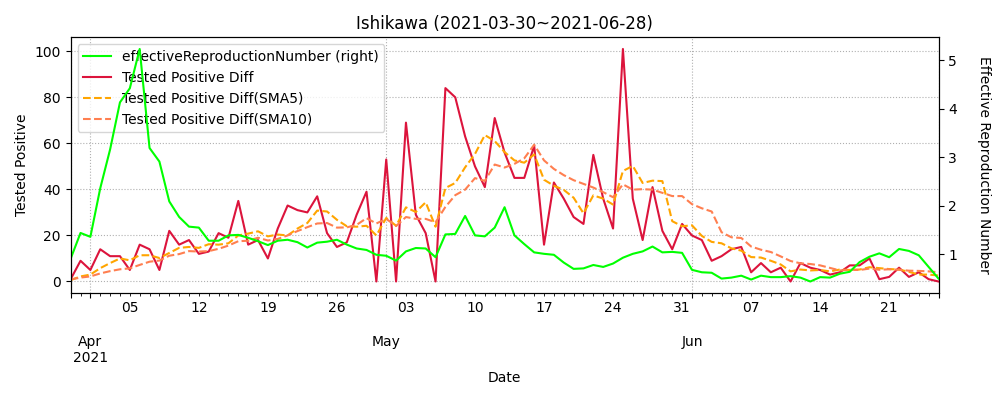 Ishikawa (2021-03-30~2021-06-28)
effectiveReproductionNumber (right)
Tested Positive Diff
Tested Positive Diff(SMA5)
Tested Positive Diff(SMA10)
Tested Positive
100
80
60
40
20
0
5
4
3
2
1
Effective Reproduction Number
05 12 19 26 03 10 17 24 31 07 14 21
Apr May Jun
2021
Date